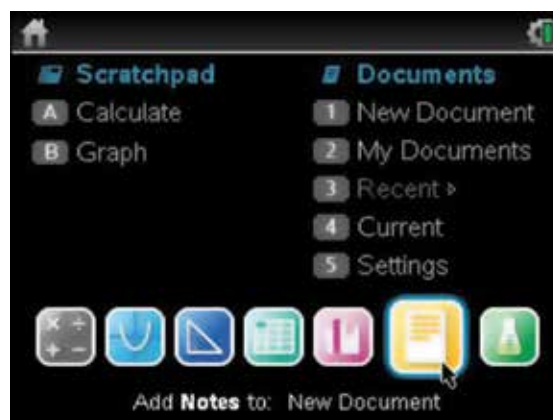 Scratchpad
A Calculate
B Graph
Documents
1 New Document
2 My Documents
3 Recent ▹
4 Current
5 Settings
Add Notes to: New Document